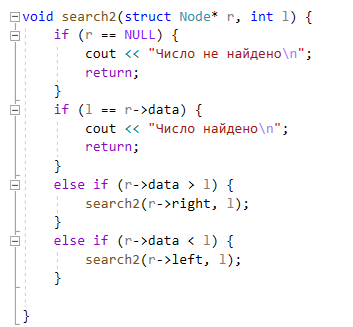 void search2(struct Node* r, int l) {
    if (r == NULL) {
        cout << "Число не найдено\n";
        return;
    }
    if (l == r->data) {
        cout << "Число найдено\n";
        return;
    }
    else if (r->data > l) {
        search2(r->right, l);
    }
    else if (r->data < l) {
        search2(r->left, l);
    }
}